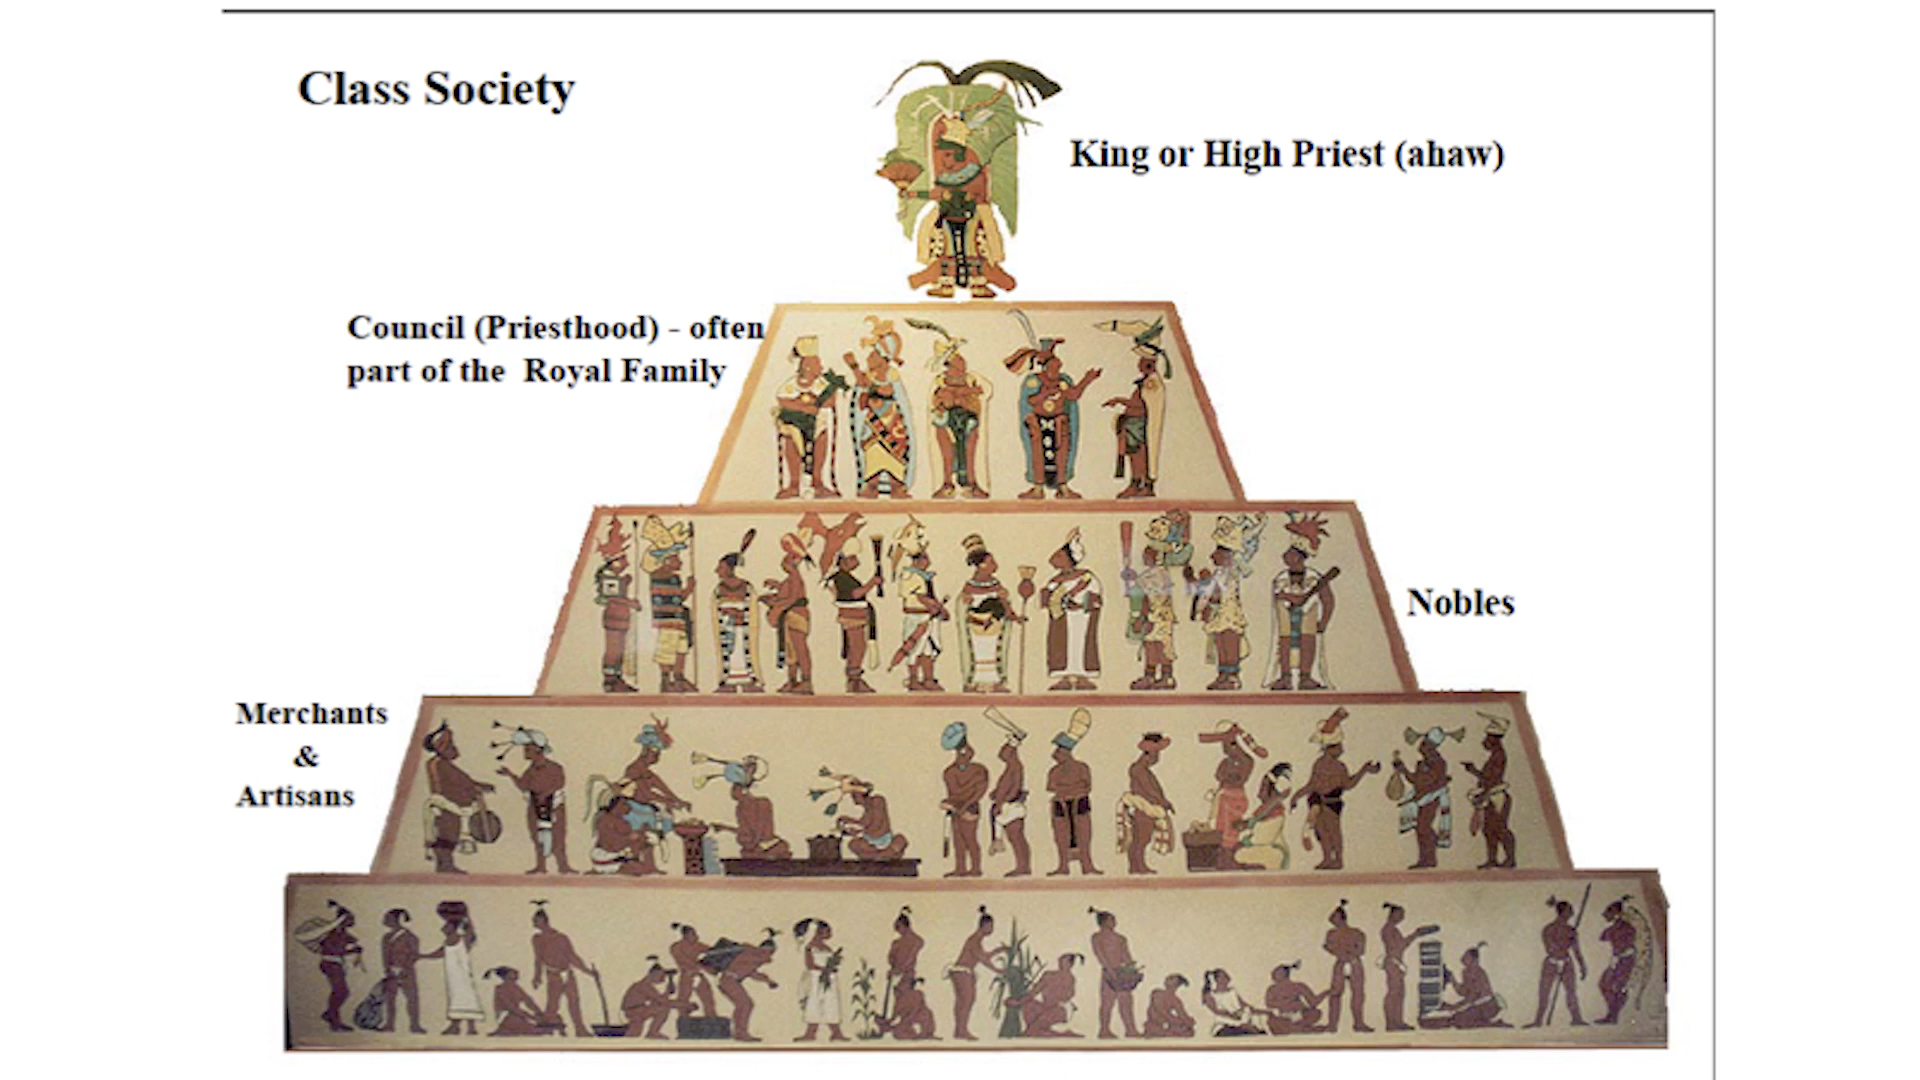 Class Society
King or High Priest (ahaw)
Council (Priesthood) - often
part of the Royal Family
Nobles
Merchants
&
Artisans